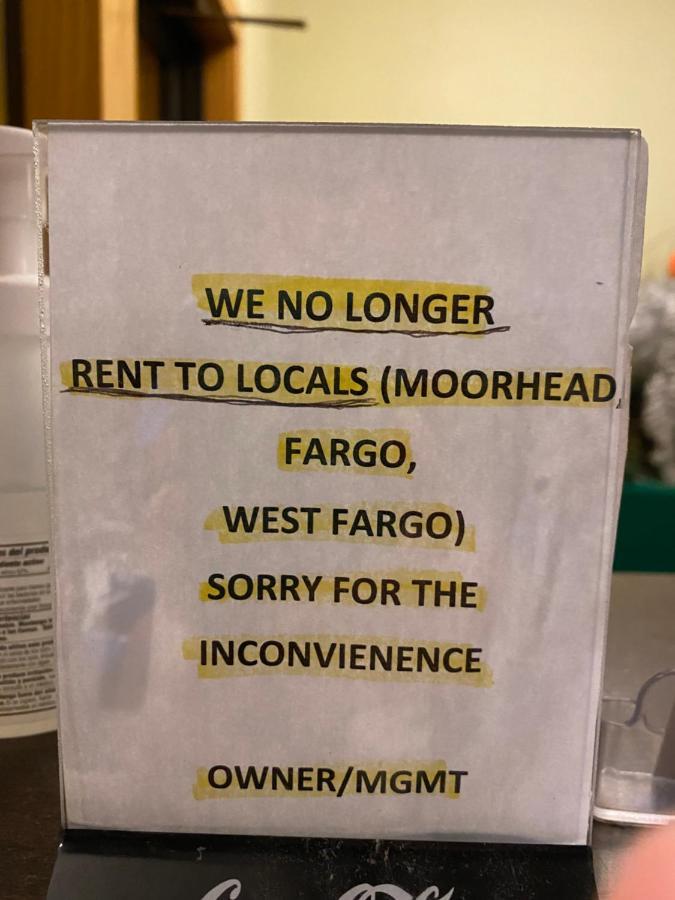 WE NO LONGER
RENT TO LOCALS (MOORHEAD,
FARGO,
WEST FARGO)
SORRY FOR THE
INCONVIENENCE
OWNER/MGMT